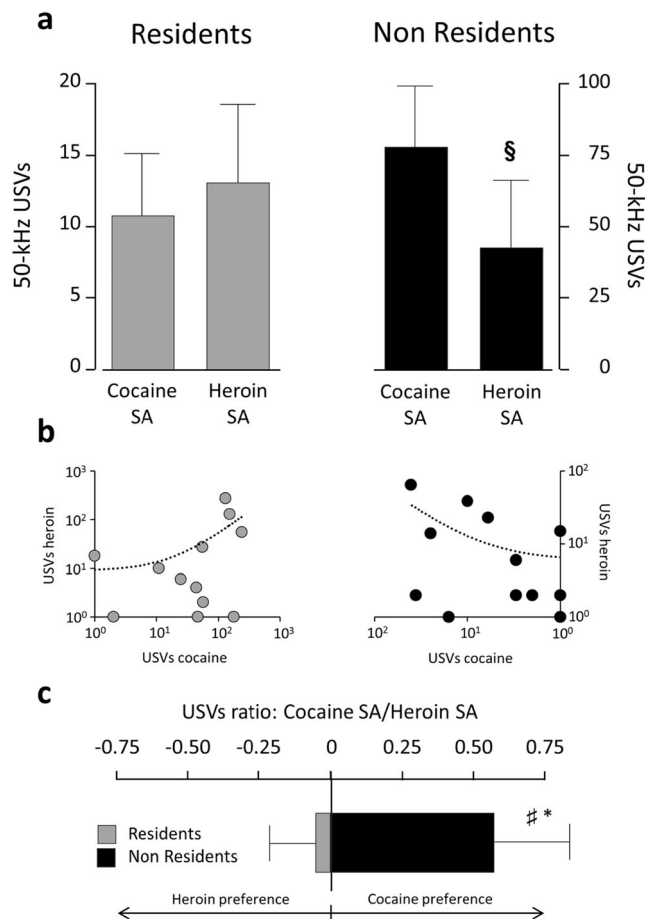 a
Residents
Non Residents
20
15
10
5
0
50-kHz USVs
Cocaine SA
Heroin SA
§
100
75
50
25
0
50-kHz USVs
Cocaine SA
Heroin SA
b
10³
10²
10¹
10⁰
USVs heroin
10⁰ 10¹ 10² 10³
USVs cocaine
10²
10¹
10⁰
USVs heroin
10² 10¹ 10⁰
USVs cocaine
c
USVs ratio: Cocaine SA/Heroin SA
-0.75 -0.50 -0.25 0 0.25 0.50 0.75
♯ *
Residents
Non Residents
Heroin preference Cocaine preference